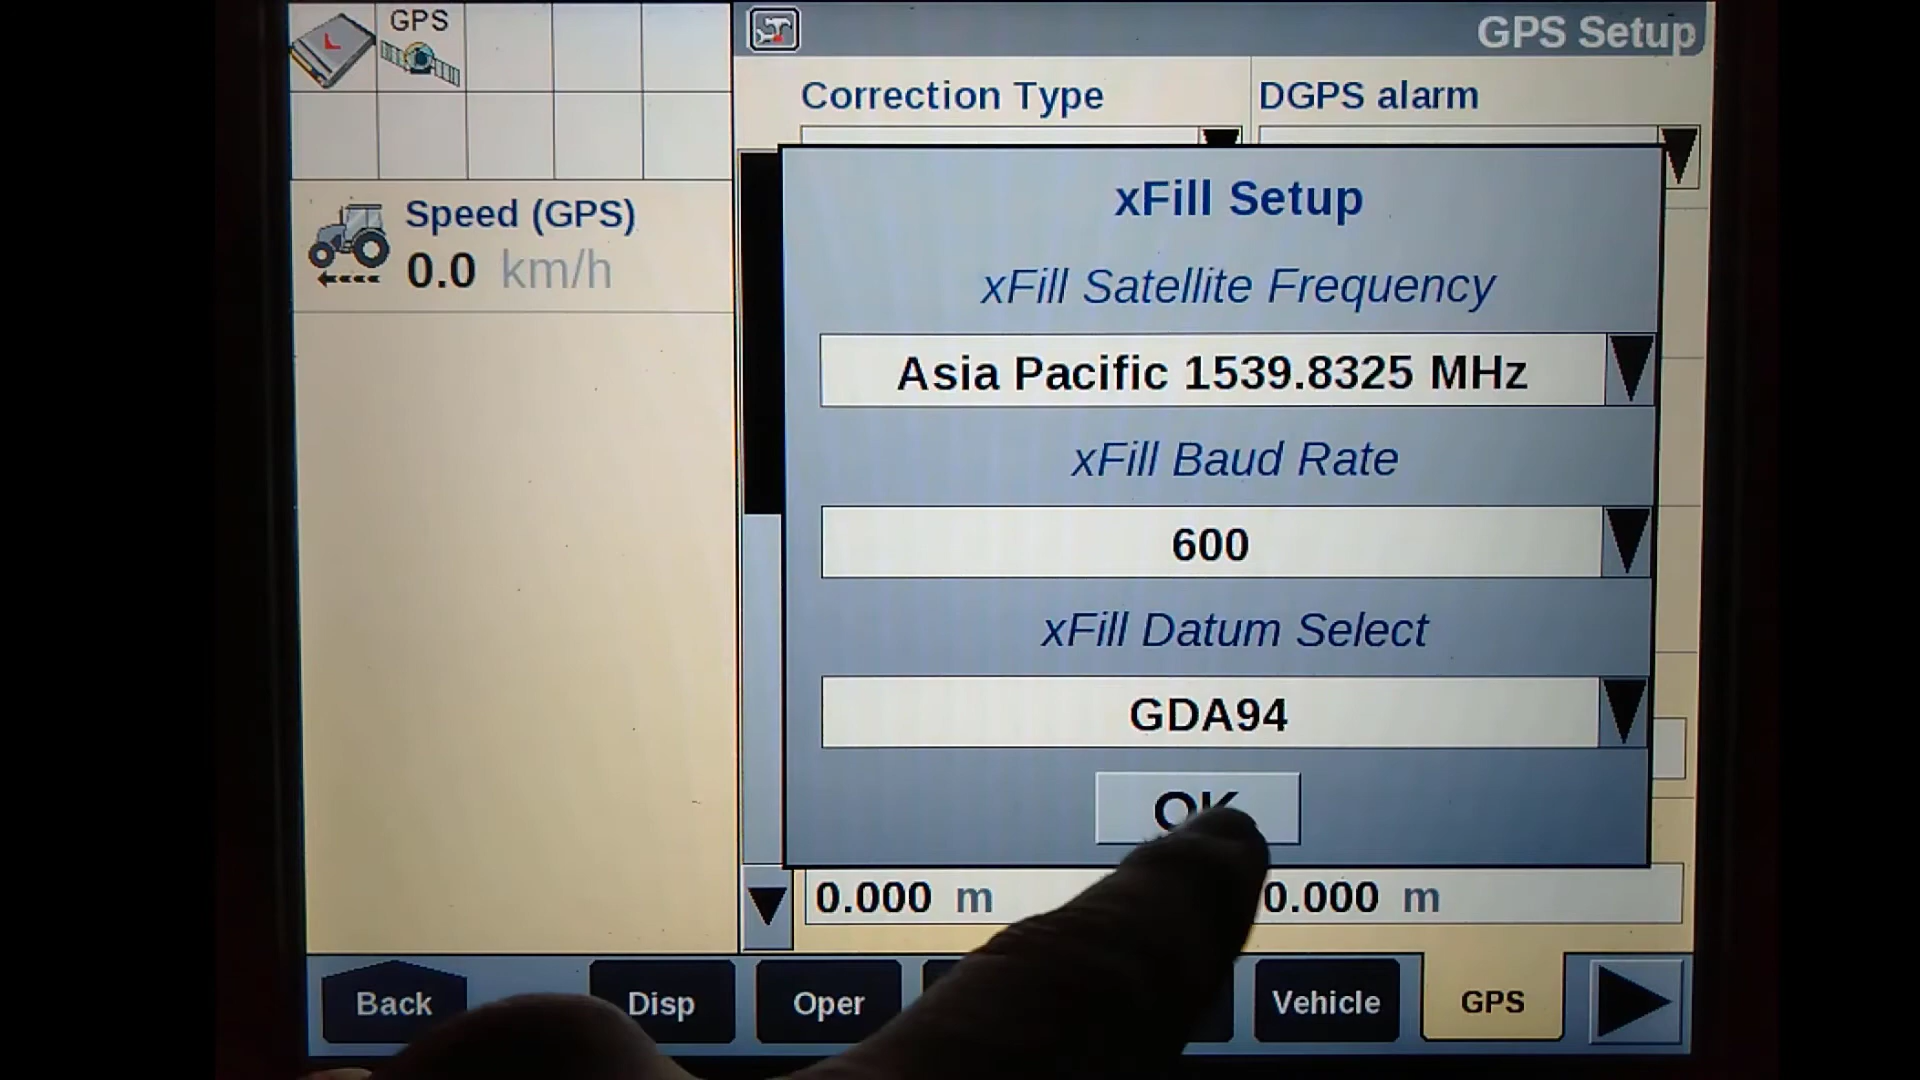 GPS
GPS Setup
Correction Type
DGPS alarm
Speed (GPS)
0.0 km/h
xFill Setup
xFill Satellite Frequency
Asia Pacific 1539.8325 MHz
xFill Baud Rate
600
xFill Datum Select
GDA94
OK
0.000 m
0.000 m
Back
Disp
Oper
Vehicle
GPS